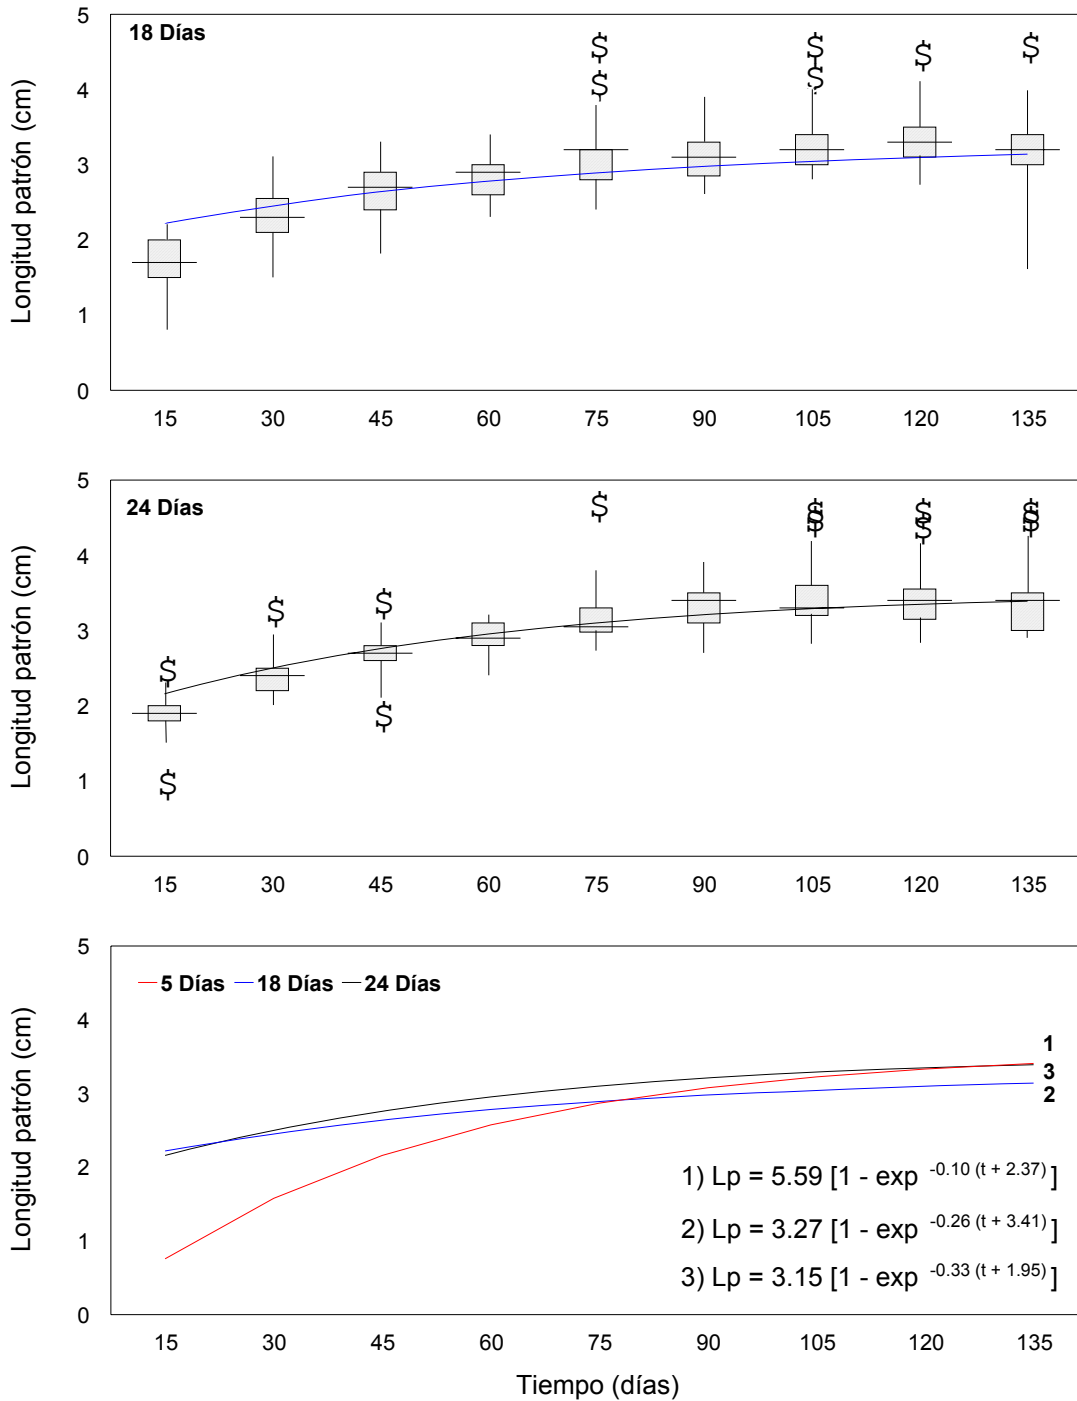 18 Días
Longitud patrón (cm)
5
4
3
2
1
0
$ $ $ $ $ $
15 30 45 60 75 90 105 120 135
24 Días
Longitud patrón (cm)
5
4
3
2
1
0
$ $ $ $ $ $ $ $ $ $ $ $
15 30 45 60 75 90 105 120 135
Longitud patrón (cm)
5
4
3
2
1
0
5 Días 18 Días 24 Días
1
3
2
1) Lp = 5.59 [1 - exp -0.10 (t + 2.37)]
2) Lp = 3.27 [1 - exp -0.26 (t + 3.41)]
3) Lp = 3.15 [1 - exp -0.33 (t + 1.95)]
15 30 45 60 75 90 105 120 135
Tiempo (días)